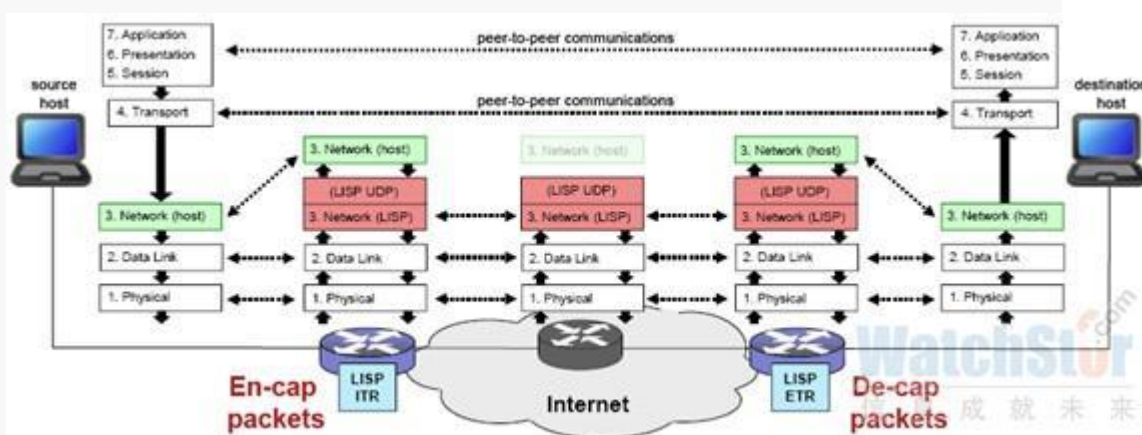 7. Application
6. Presentation
5. Session
peer-to-peer communications
7. Application
6. Presentation
5. Session
source
host
destination
host
4. Transport
peer-to-peer communications
4. Transport
3. Network (host)
3. Network (host)
3. Network (host)
(LISP UDP)
(LISP UDP)
(LISP UDP)
3. Network (host)
3. Network (LISP)
3. Network (LISP)
3. Network (LISP)
3. Network (host)
2. Data Link
2. Data Link
2. Data Link
2. Data Link
2. Data Link
1. Physical
1. Physical
1. Physical
1. Physical
1. Physical
En-cap
packets
LISP
ITR
Internet
LISP
ETR
De-cap
packets
WatchStor.com
成 就 未 来